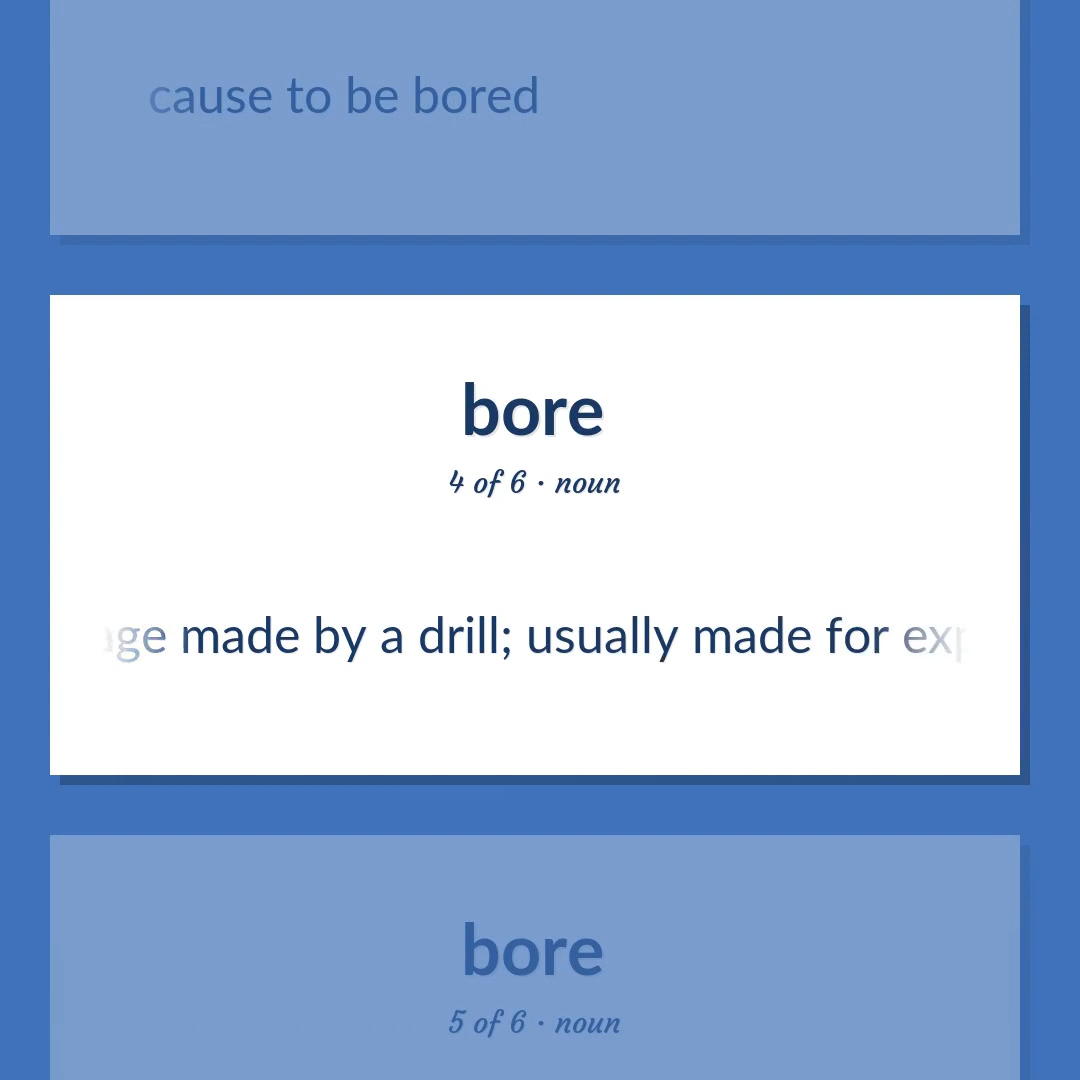 cause to be bored
bore
4 of 6 · noun
made by a drill; usually made for
bore
5 of 6 · noun